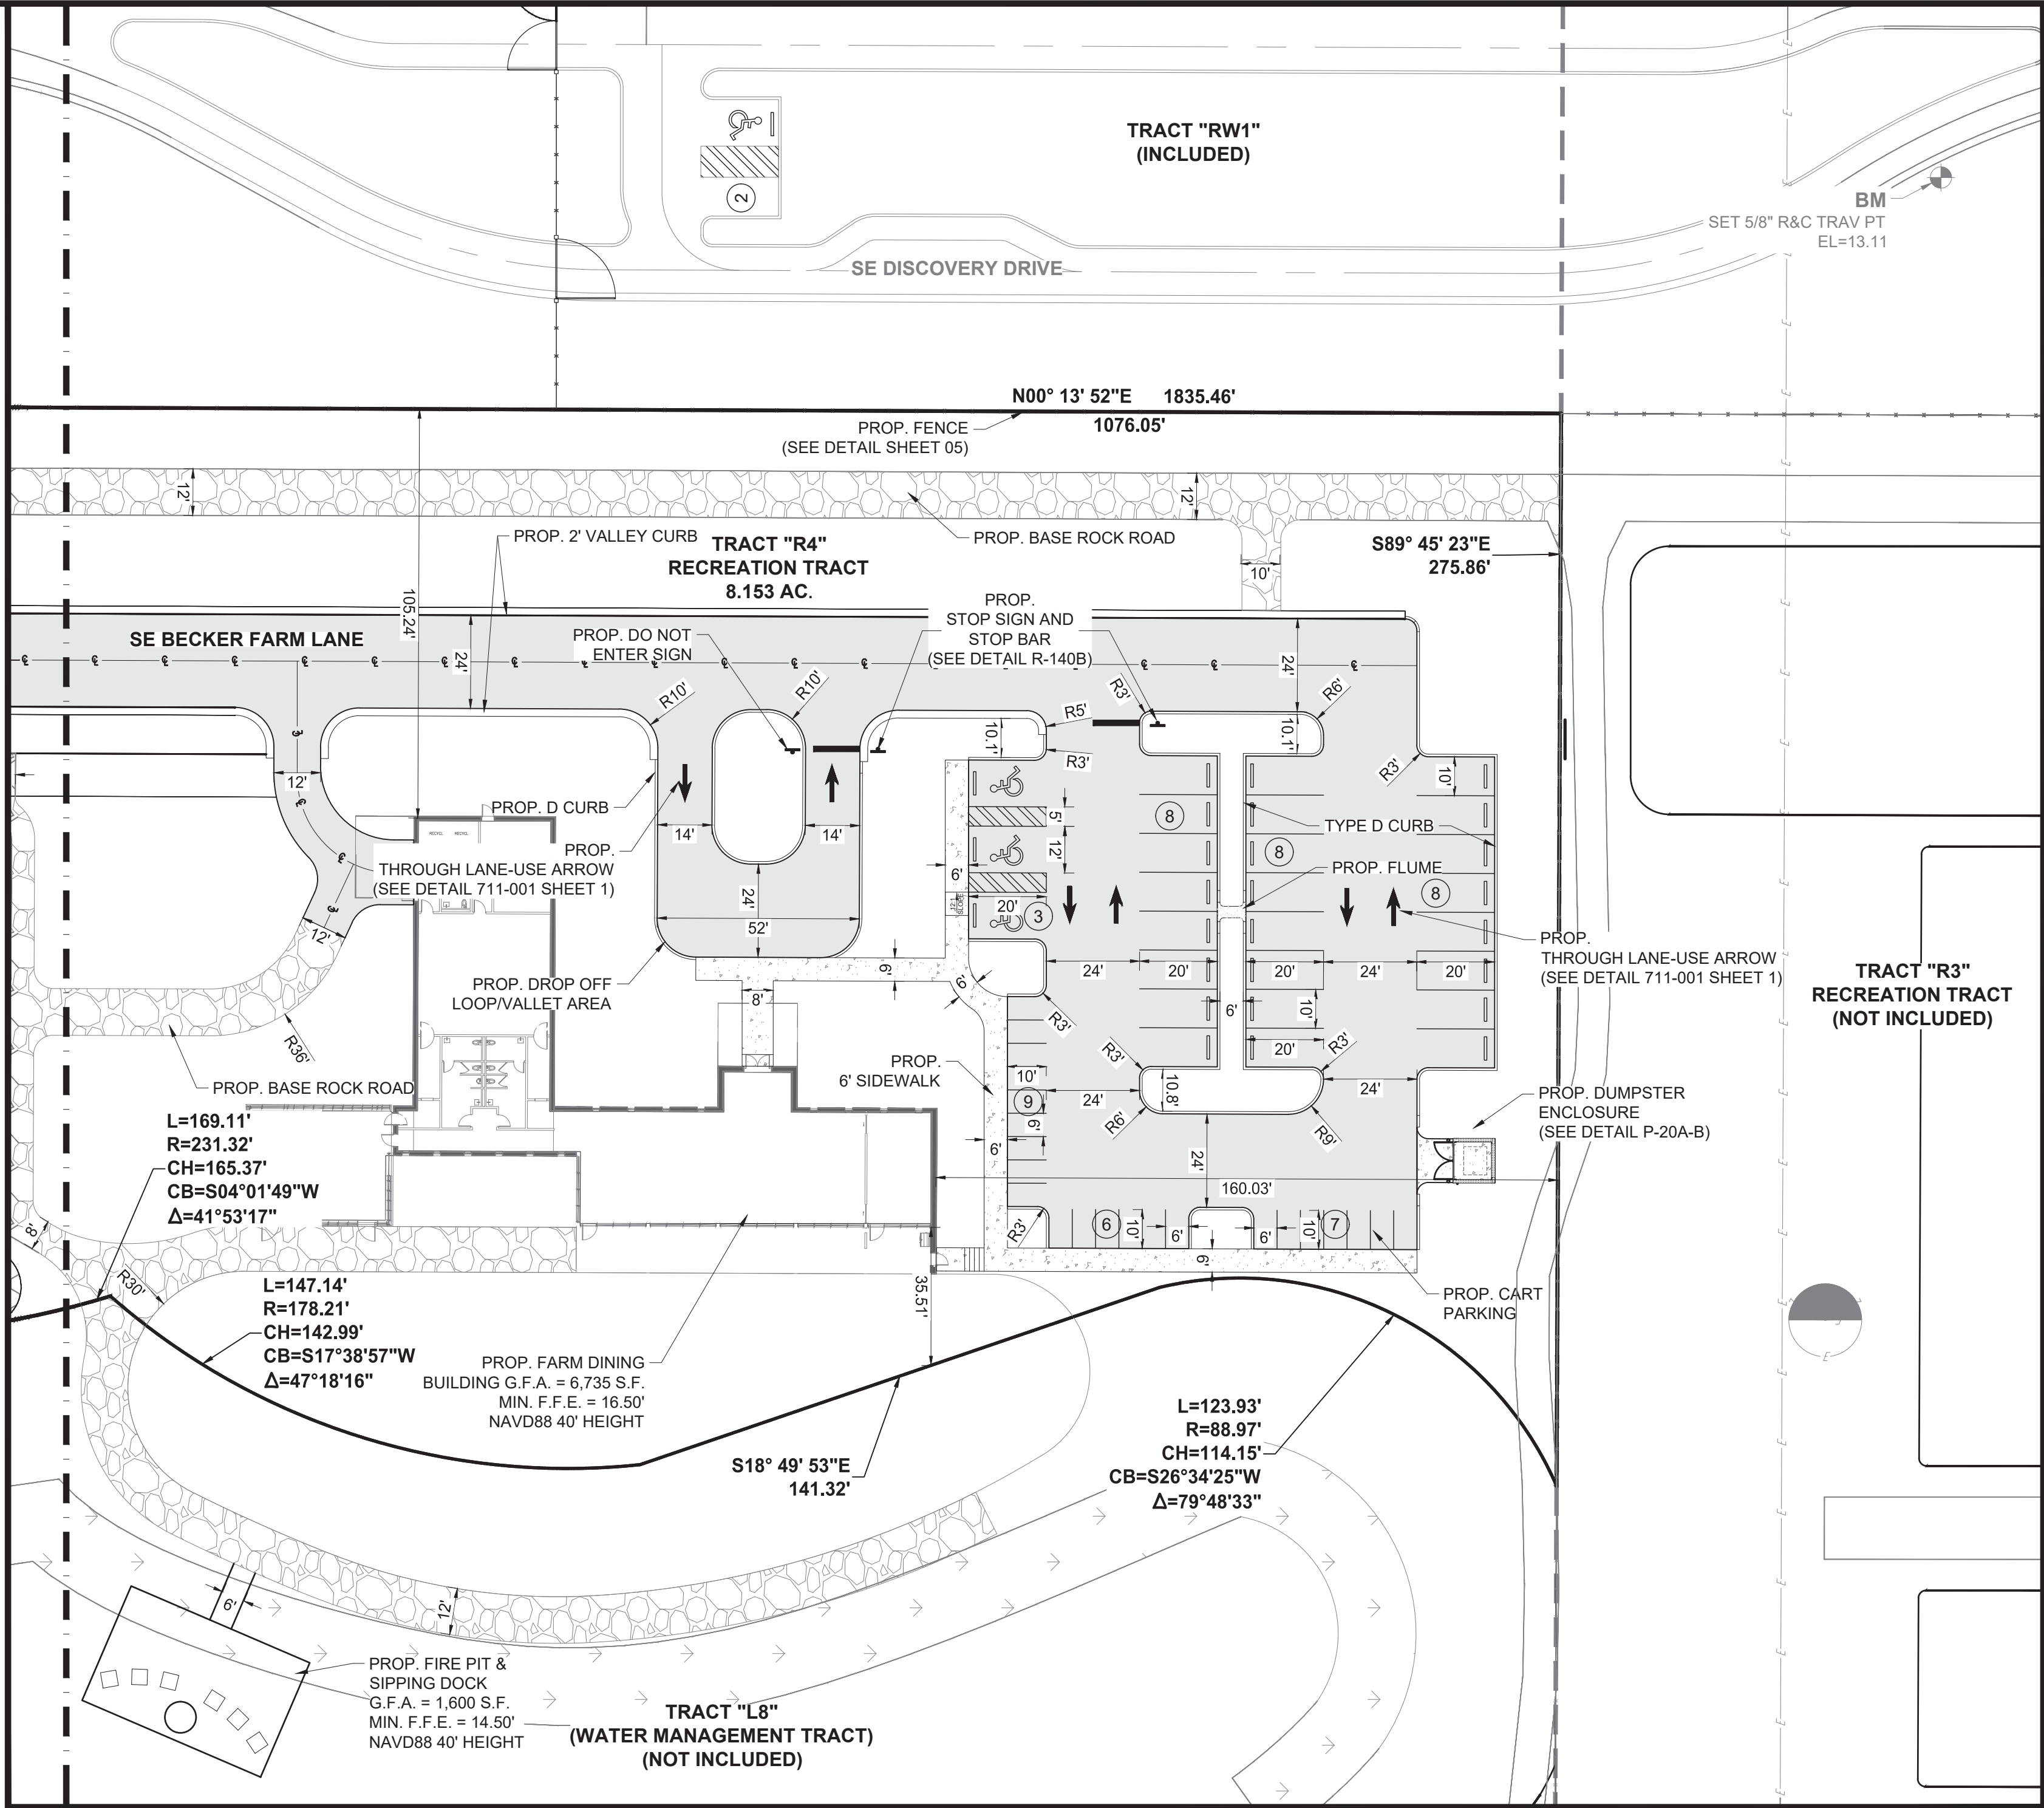 2
TRACT "RW1"
(INCLUDED)
BM
SET 5/8" R&C TRAV PT
EL=13.11
SE DISCOVERY DRIVE
N00° 13' 52"E 1835.46'
1076.05'
PROP. FENCE
(SEE DETAIL SHEET 05)
12'
12'
PROP. 2' VALLEY CURB
TRACT "R4"
RECREATION TRACT
8.153 AC.
PROP. BASE ROCK ROAD
S89° 45' 23"E
275.86'
10'
105.24'
PROP.
STOP SIGN AND
STOP BAR
(SEE DETAIL R-140B)
SE BECKER FARM LANE
PROP. DO NOT
ENTER SIGN
24'
24'
R10'
R10'
R3'
R6'
R5'
10.1'
10.1'
R3'
R3'
10'
12'
PROP. D CURB
14'
14'
5'
8
TYPE D CURB
PROP.
THROUGH LANE-USE ARROW
(SEE DETAIL 711-001 SHEET 1)
RECYCL
RECYCL
12'
8
PROP. FLUME
6'
24'
52'
20'
3
8
12'
PROP.
THROUGH LANE-USE ARROW
(SEE DETAIL 711-001 SHEET 1)
6'
6'
24'
20'
20'
24'
20'
PROP. DROP OFF
LOOP/VALLET AREA
8'
TRACT "R3"
RECREATION TRACT
(NOT INCLUDED)
R3'
6'
10'
20'
R36'
R3'
R3'
PROP.
6' SIDEWALK
PROP. BASE ROCK ROAD
10'
24'
10.8'
24'
PROP. DUMPSTER
ENCLOSURE
(SEE DETAIL P-20A-B)
9
6'
R6'
R9'
6'
24'
L=169.11'
R=231.32'
CH=165.37'
CB=S04°01'49"W
Δ=41°53'17"
160.03'
8'
R3'
6
10'
6'
6'
10'
7
6'
R30'
L=147.14'
R=178.21'
CH=142.99'
CB=S17°38'57"W
Δ=47°18'16"
35.51'
PROP. CART
PARKING
PROP. FARM DINING
BUILDING G.F.A. = 6,735 S.F.
MIN. F.F.E. = 16.50'
NAVD88 40' HEIGHT
E
L=123.93'
R=88.97'
CH=114.15'
CB=S26°34'25"W
Δ=79°48'33"
S18° 49' 53"E
141.32'
6'
12'
PROP. FIRE PIT &
SIPPING DOCK
G.F.A. = 1,600 S.F.
MIN. F.F.E. = 14.50'
NAVD88 40' HEIGHT
TRACT "L8"
(WATER MANAGEMENT TRACT)
(NOT INCLUDED)